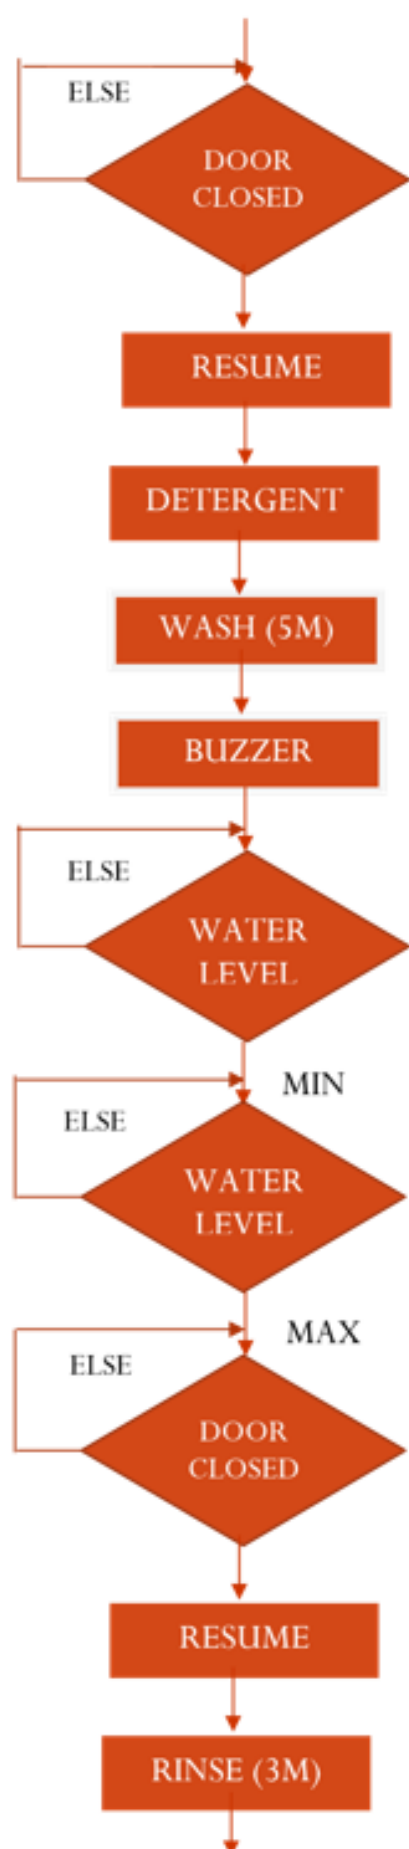 ELSE
DOOR
CLOSED
RESUME
DETERGENT
WASH (5M)
BUZZER
ELSE
WATER
LEVEL
MIN
ELSE
WATER
LEVEL
MAX
ELSE
DOOR
CLOSED
RESUME
RINSE (3M)